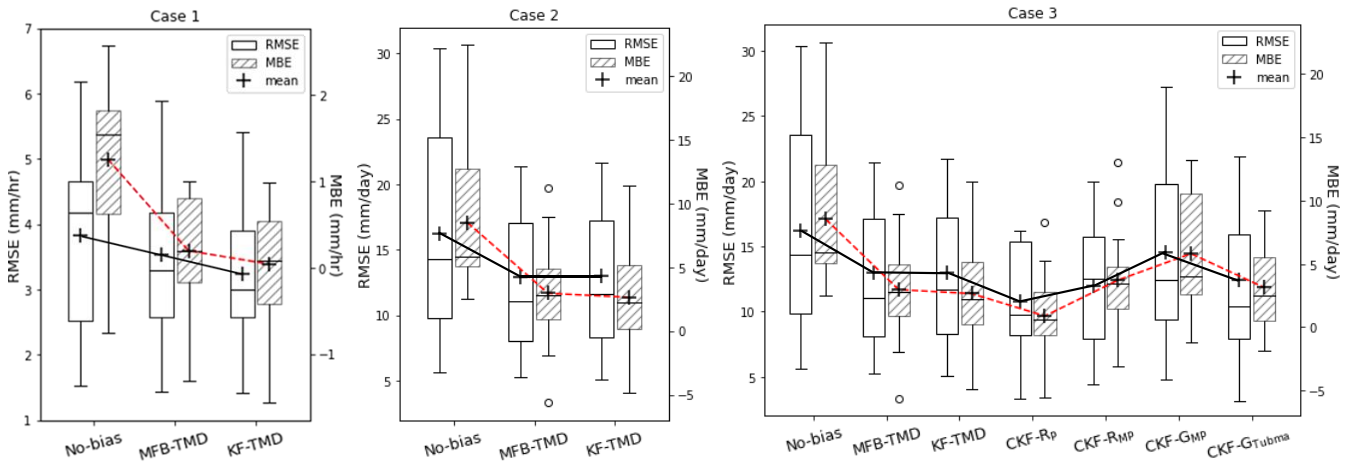 Case 1
7
6
5
4
3
2
1
RMSE (mm/hr)
RMSE
MBE
mean
2
1
0
−1
MBE (mm/hr)
No-bias
MFB-TMD
KF-TMD
Case 2
30
25
20
15
10
5
RMSE (mm/day)
RMSE
MBE
mean
20
15
10
5
0
−5
MBE (mm/day)
No-bias
MFB-TMD
KF-TMD
Case 3
30
25
20
15
10
5
RMSE (mm/day)
RMSE
MBE
mean
20
15
10
5
0
−5
MBE (mm/day)
No-bias
MFB-TMD
KF-TMD
CKF-RP
CKF-RMP
CKF-GMP
CKF-GTubma